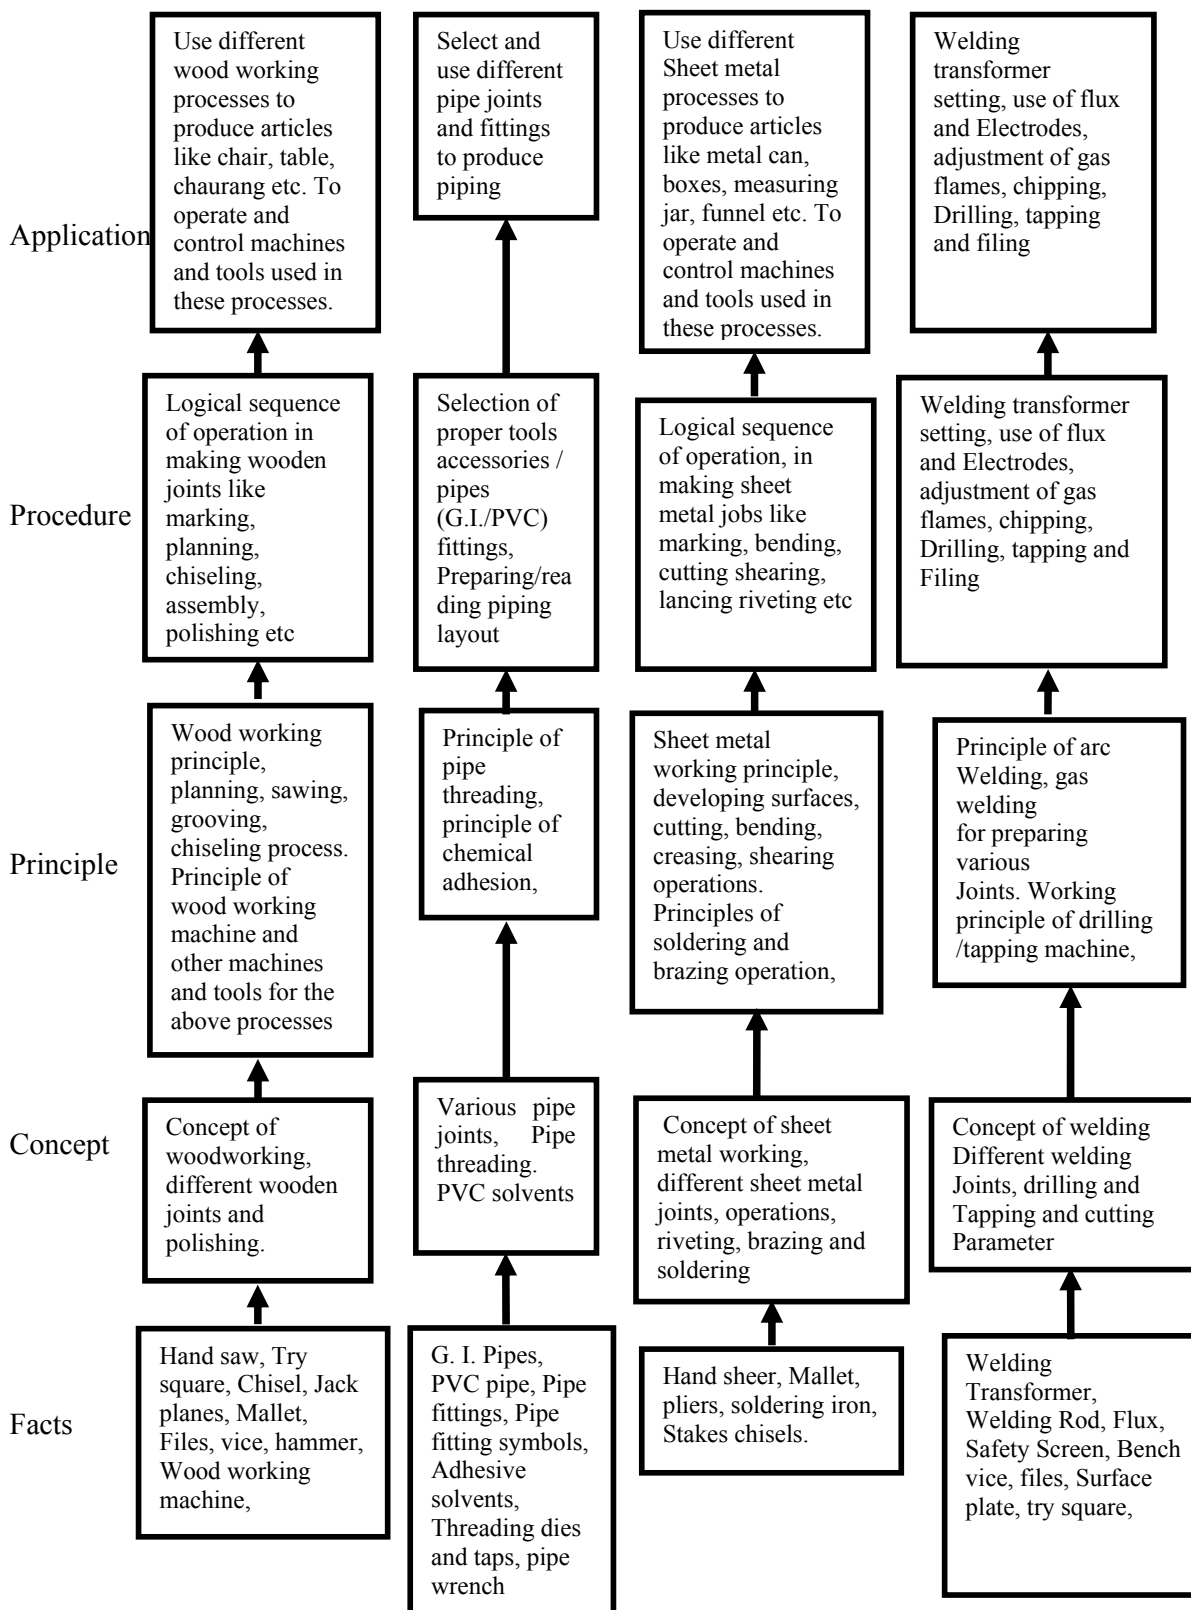 Application
Use different
wood working
processes to
produce articles
like chair, table,
chaurang etc. To
operate and
control machines
and tools used in
these processes.
Select and
use different
pipe joints
and fittings
to produce
piping
Use different
Sheet metal
processes to
produce articles
like metal can,
boxes, measuring
jar, funnel etc. To
operate and
control machines
and tools used in
these processes.
Welding
transformer
setting, use of flux
and Electrodes,
adjustment of gas
flames, chipping,
Drilling, tapping
and filing
Procedure
Logical sequence
of operation in
making wooden
joints like
marking,
planning,
chiseling,
assembly,
polishing etc
Selection of
proper tools
accessories /
pipes
(G.I./PVC)
fittings,
Preparing/rea
ding piping
layout
Logical sequence
of operation, in
making sheet
metal jobs like
marking, bending,
cutting shearing,
lancing riveting etc
Welding transformer
setting, use of flux
and Electrodes,
adjustment of gas
flames, chipping,
Drilling, tapping and
Filing
Principle
Wood working
principle,
planning, sawing,
grooving,
chiseling process.
Principle of
wood working
machine and
other machines
and tools for the
above processes
Principle of
pipe
threading,
principle of
chemical
adhesion,
Sheet metal
working principle,
developing surfaces,
cutting, bending,
creasing, shearing
operations.
Principles of
soldering and
brazing operation,
Principle of arc
Welding, gas
welding
for preparing
various
Joints. Working
principle of drilling
/tapping machine,
Concept
Concept of
woodworking,
different wooden
joints and
polishing.
Various pipe
joints, Pipe
threading.
PVC solvents
Concept of sheet
metal working,
different sheet metal
joints, operations,
riveting, brazing and
soldering
Concept of welding
Different welding
Joints, drilling and
Tapping and cutting
Parameter
Facts
Hand saw, Try
square, Chisel, Jack
planes, Mallet,
Files, vice, hammer,
Wood working
machine,
G. I. Pipes,
PVC pipe, Pipe
fittings, Pipe
fitting symbols,
Adhesive
solvents,
Threading dies
and taps, pipe
wrench
Hand sheer, Mallet,
pliers, soldering iron,
Stakes chisels.
Welding
Transformer,
Welding Rod, Flux,
Safety Screen, Bench
vice, files, Surface
plate, try square,